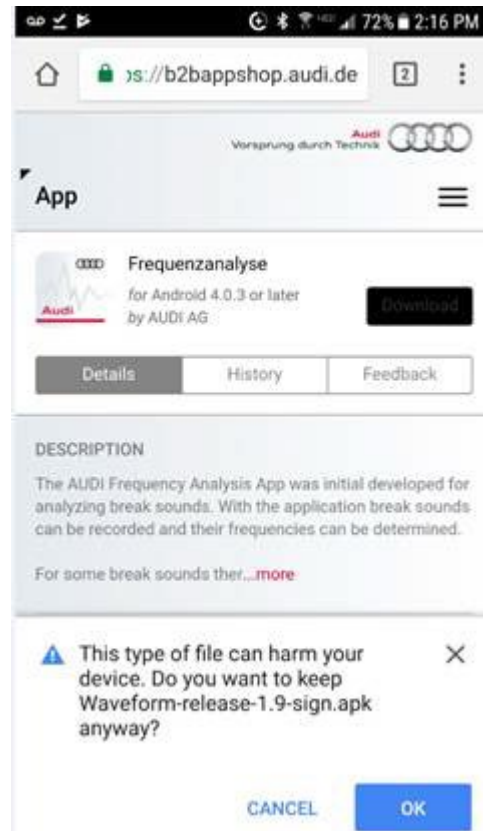 72% 2:16 PM
ps://b2bappshop.audi.de 2
Audi
Vorsprung durch Technik
App
Frequenzanalyse
for Android 4.0.3 or later
by AUDI AG
Audi
Download
Details History Feedback
DESCRIPTION
The AUDI Frequency Analysis App was initial developed for
analyzing break sounds. With the application break sounds
can be recorded and their frequencies can be determined.
For some break sounds ther...more
This type of file can harm your
device. Do you want to keep
Waveform-release-1.9-sign.apk
anyway?
CANCEL OK